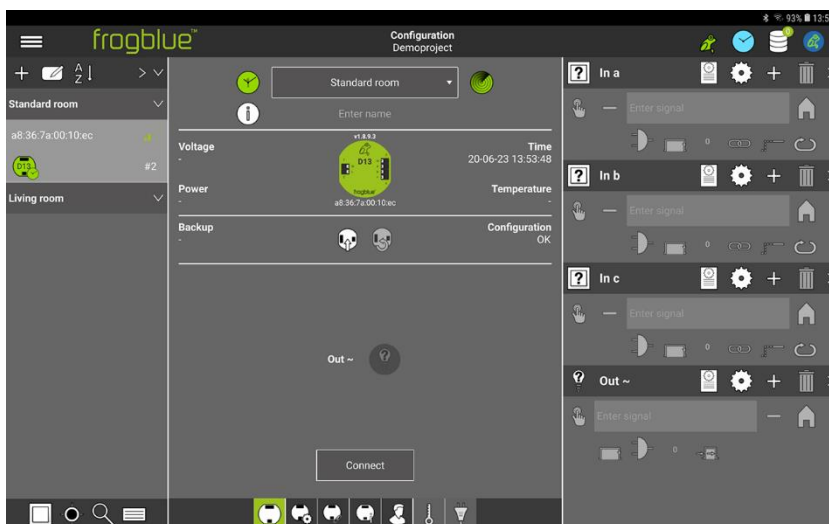 93% 13:5
frogblue™
Configuration
Demoproject
A
Z
Standard room
a8:36:7a:00:10:ec
D13
#2
Living room
Standard room
Enter name
v1.8.9.3
D13
frogblue
a8:36:7a:00:10:ec
Voltage
-
Time
20-06-23 13:53:48
Power
-
Temperature
-
Backup
-
Configuration
OK
Out ~
?
Connect
? In a
Enter signal
0
? In b
Enter signal
0
? In c
Enter signal
0
? Out ~
Enter signal
0